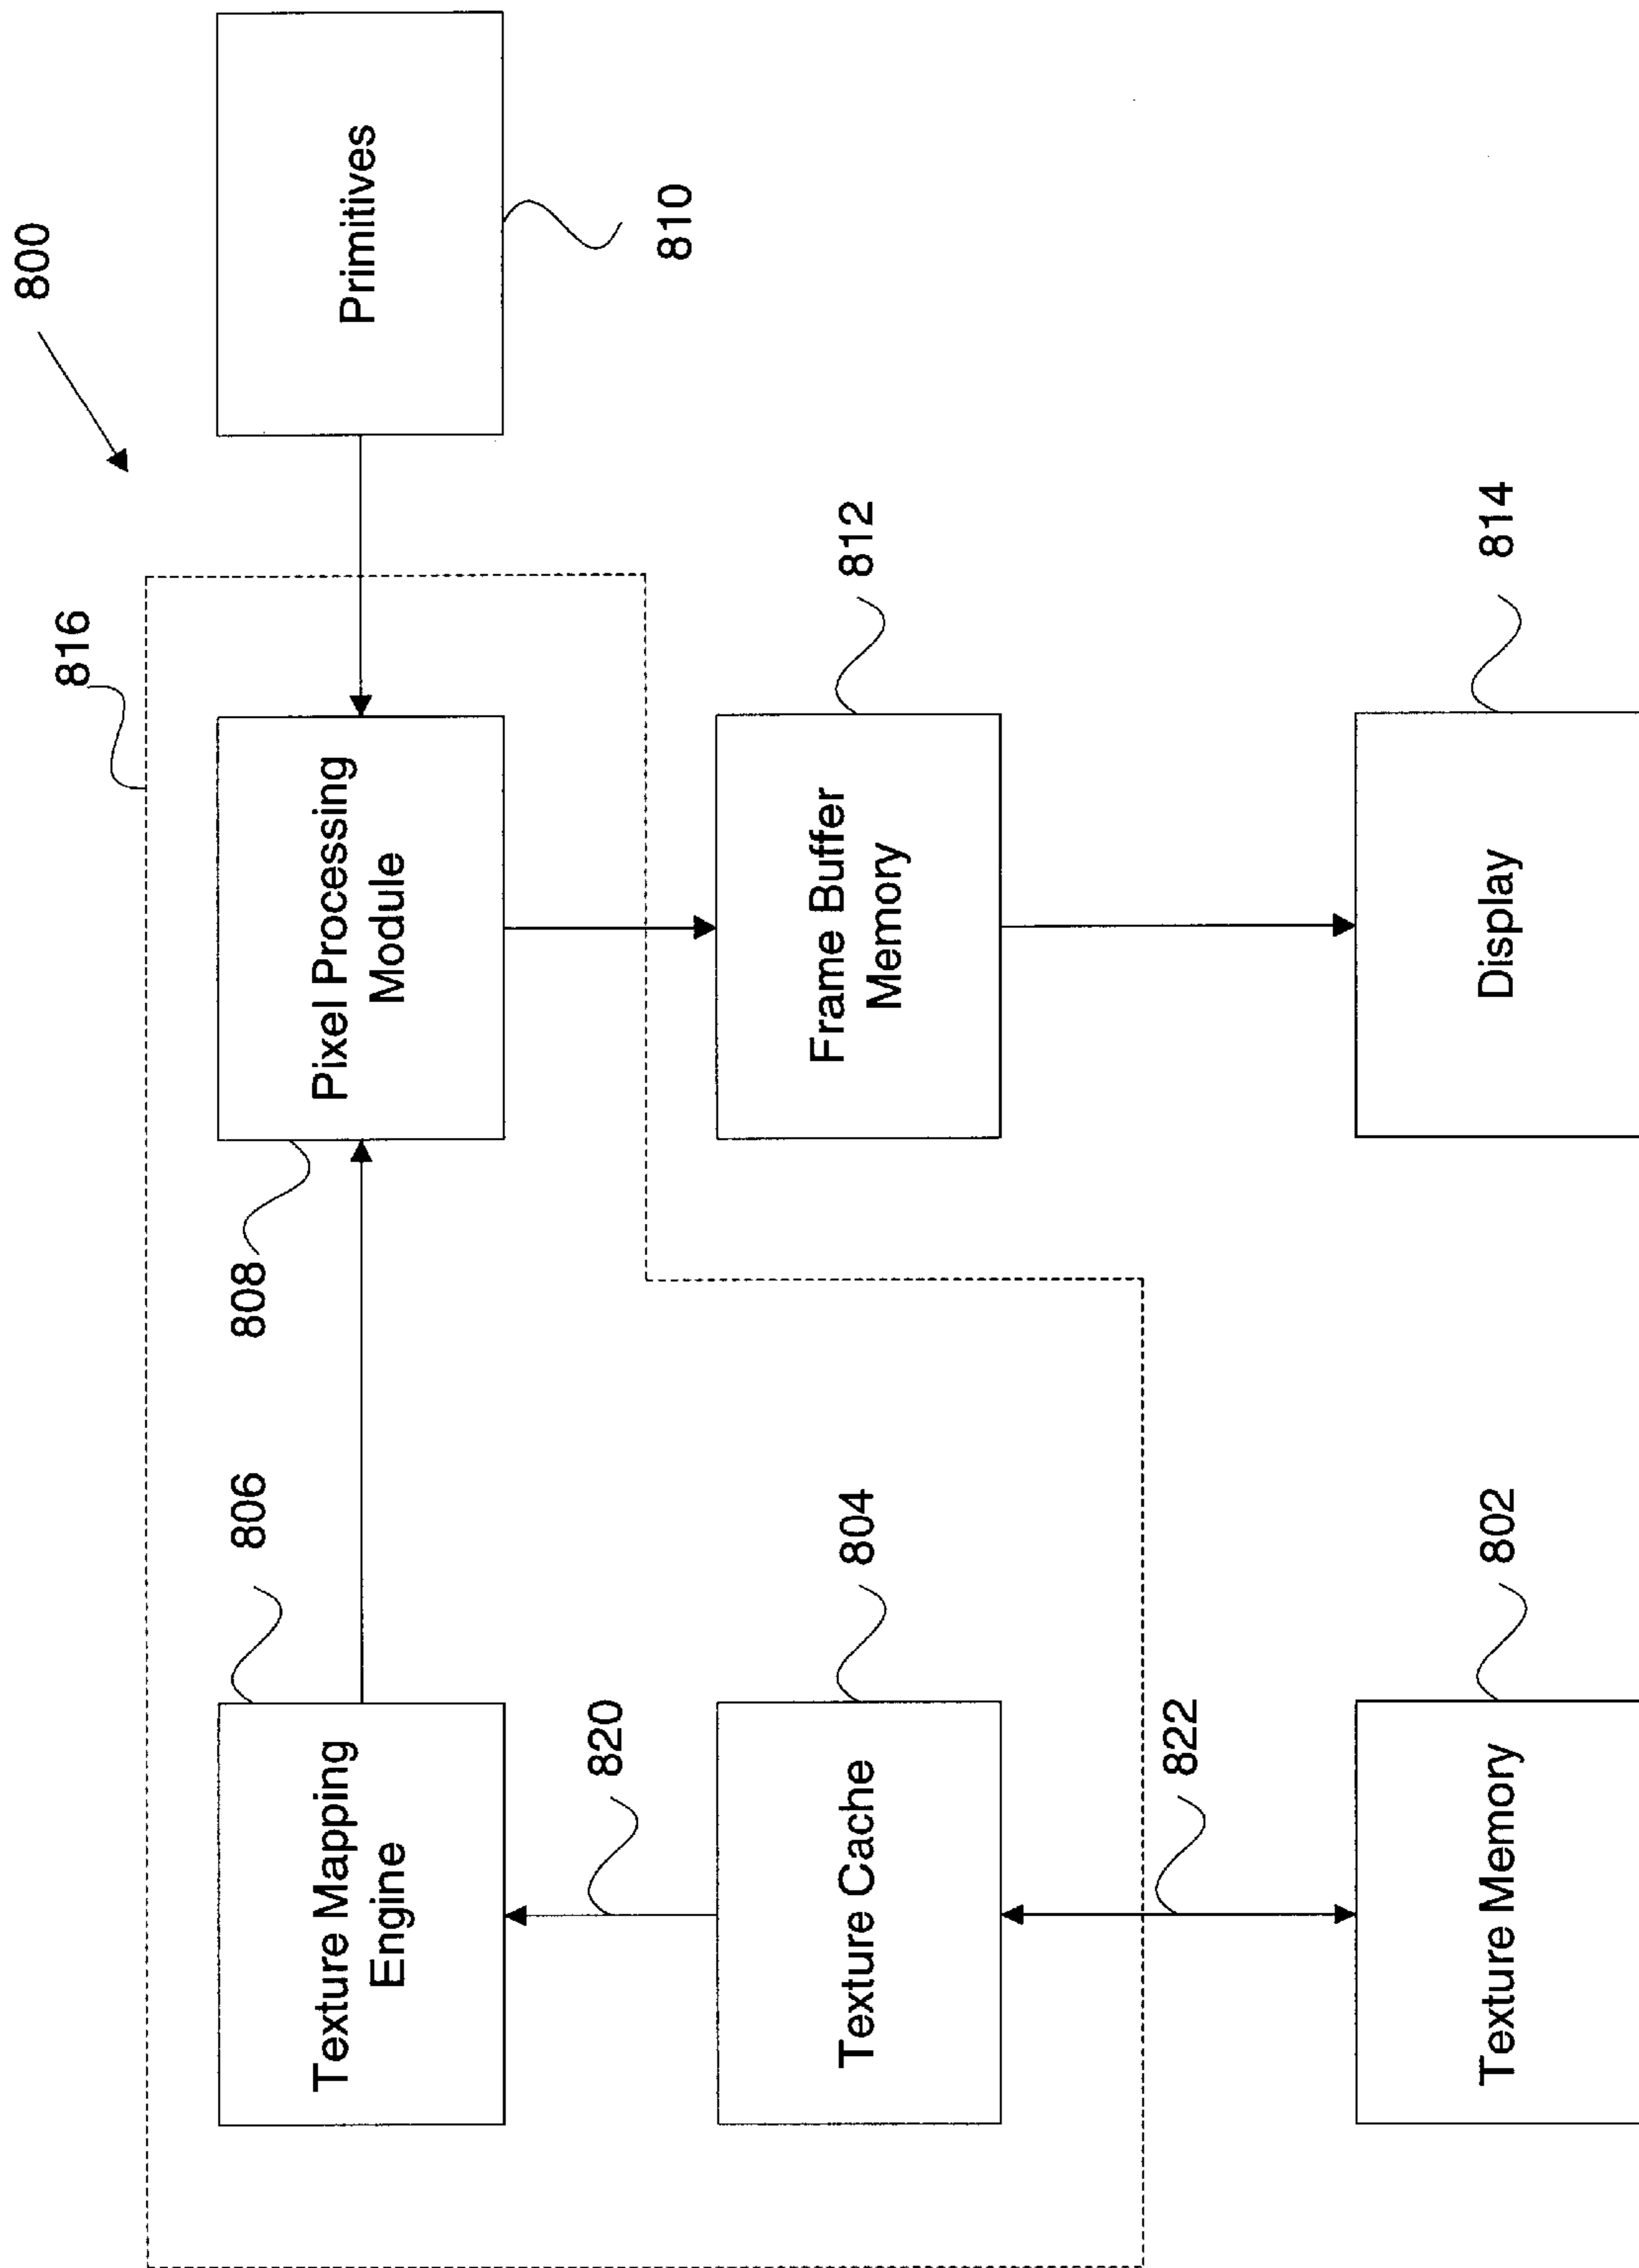 800
816
806
Texture Mapping
Engine
808
Pixel Processing
Module
Primitives
810
820
804
Texture Cache
812
Frame Buffer
Memory
822
802
Texture Memory
814
Display